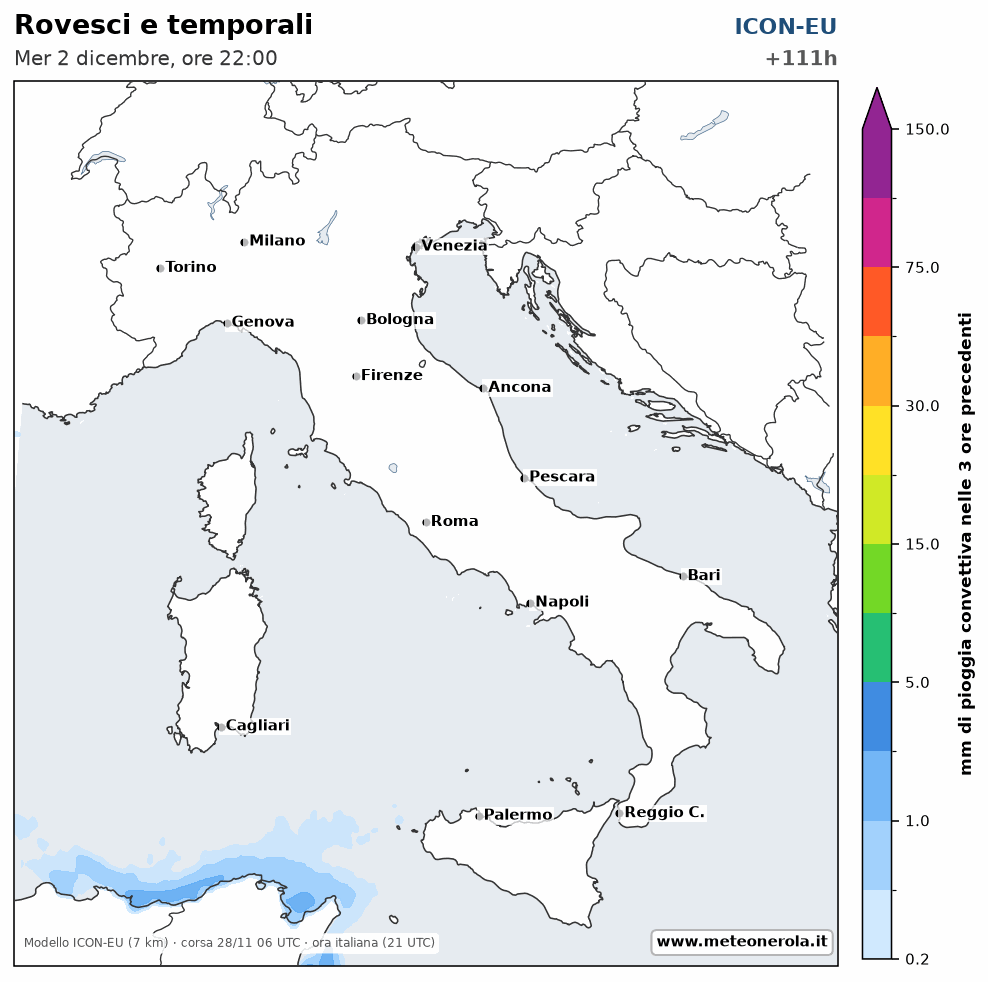 Rovesci e temporali
ICON-EU
Mer 2 dicembre, ore 22:00
+111h
150.0
75.0
30.0
15.0
5.0
1.0
0.2
mm di pioggia convettiva nelle 3 ore precedenti
Milano
Venezia
Torino
Genova
Bologna
Firenze
Ancona
Pescara
Roma
Bari
Napoli
Cagliari
Palermo
Reggio C.
Modello ICON-EU (7 km) · corsa 28/11 06 UTC · ora italiana (21 UTC)
www.meteonerola.it